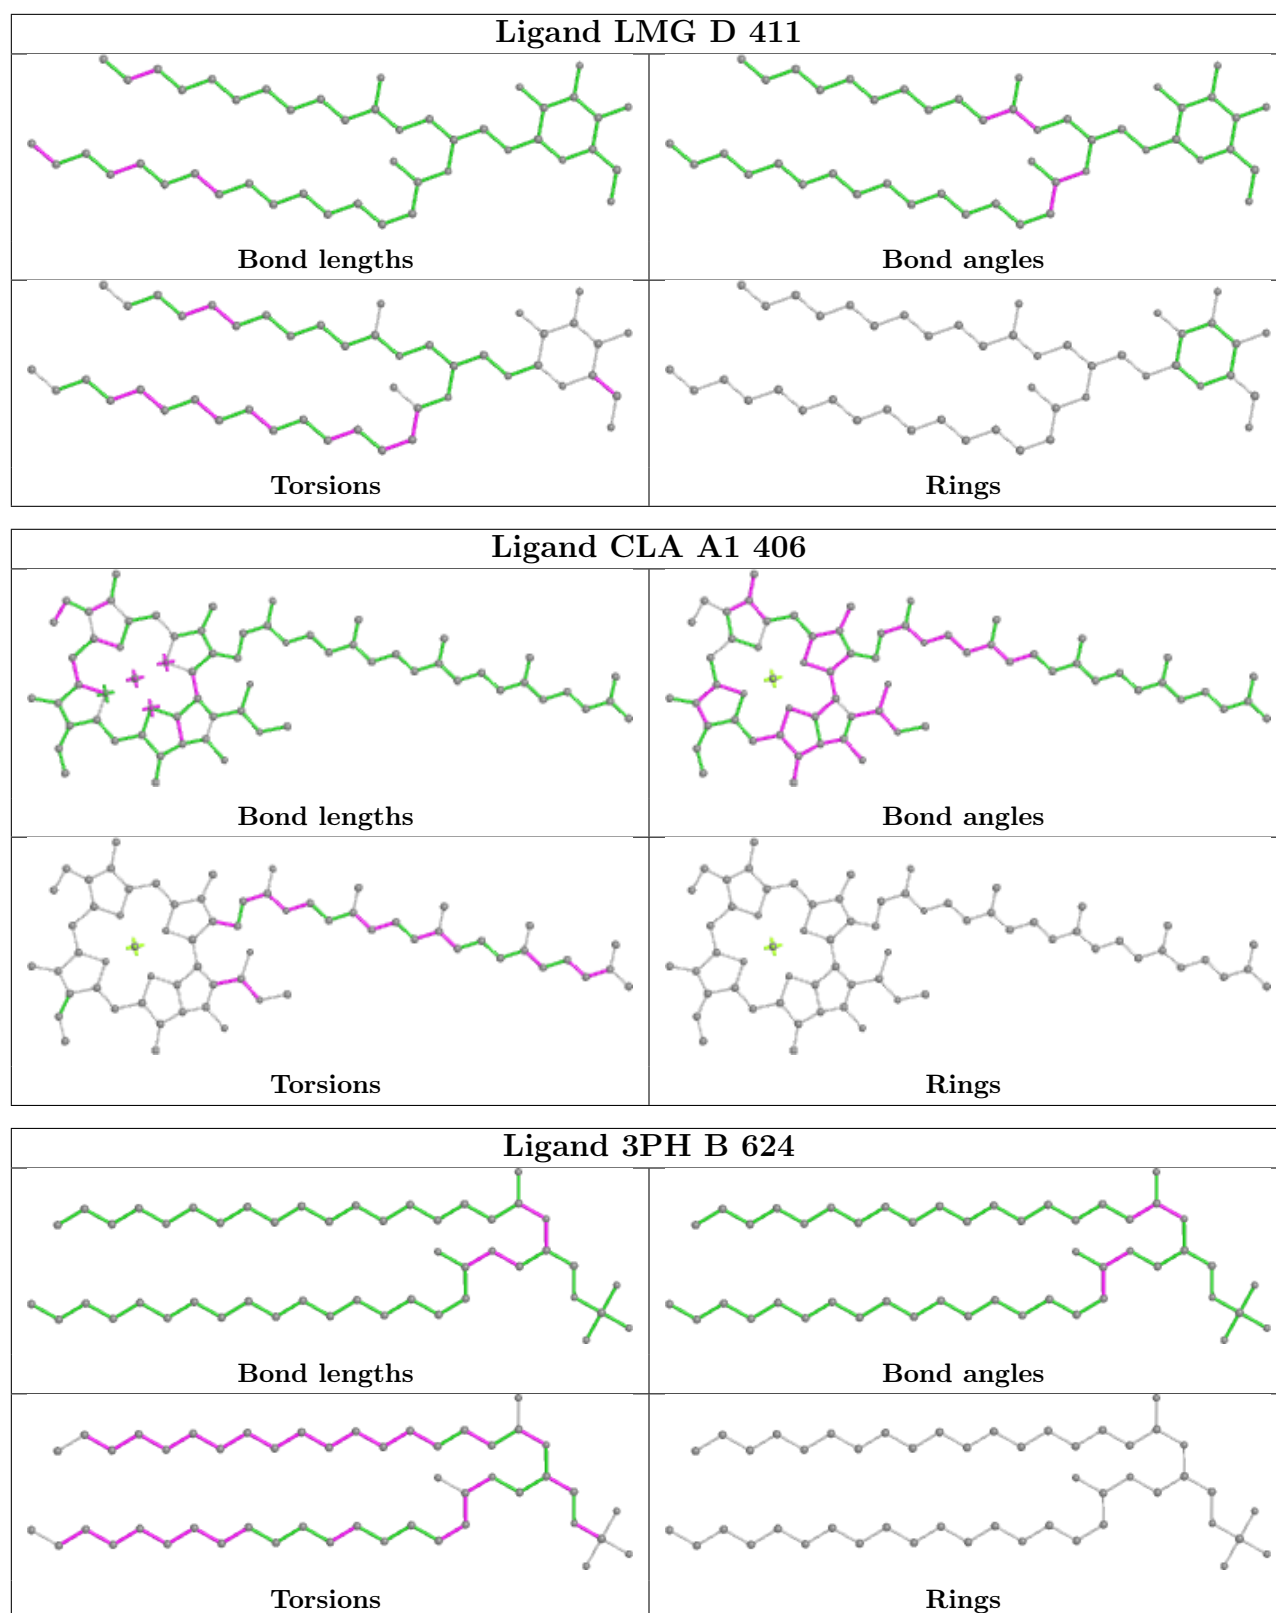 Ligand LMG D 411
Bond lengths
Bond angles
Torsions
Rings
Ligand CLA A1 406
Bond lengths
Bond angles
Torsions
Rings
Ligand 3PH B 624
Bond lengths
Bond angles
Torsions
Rings